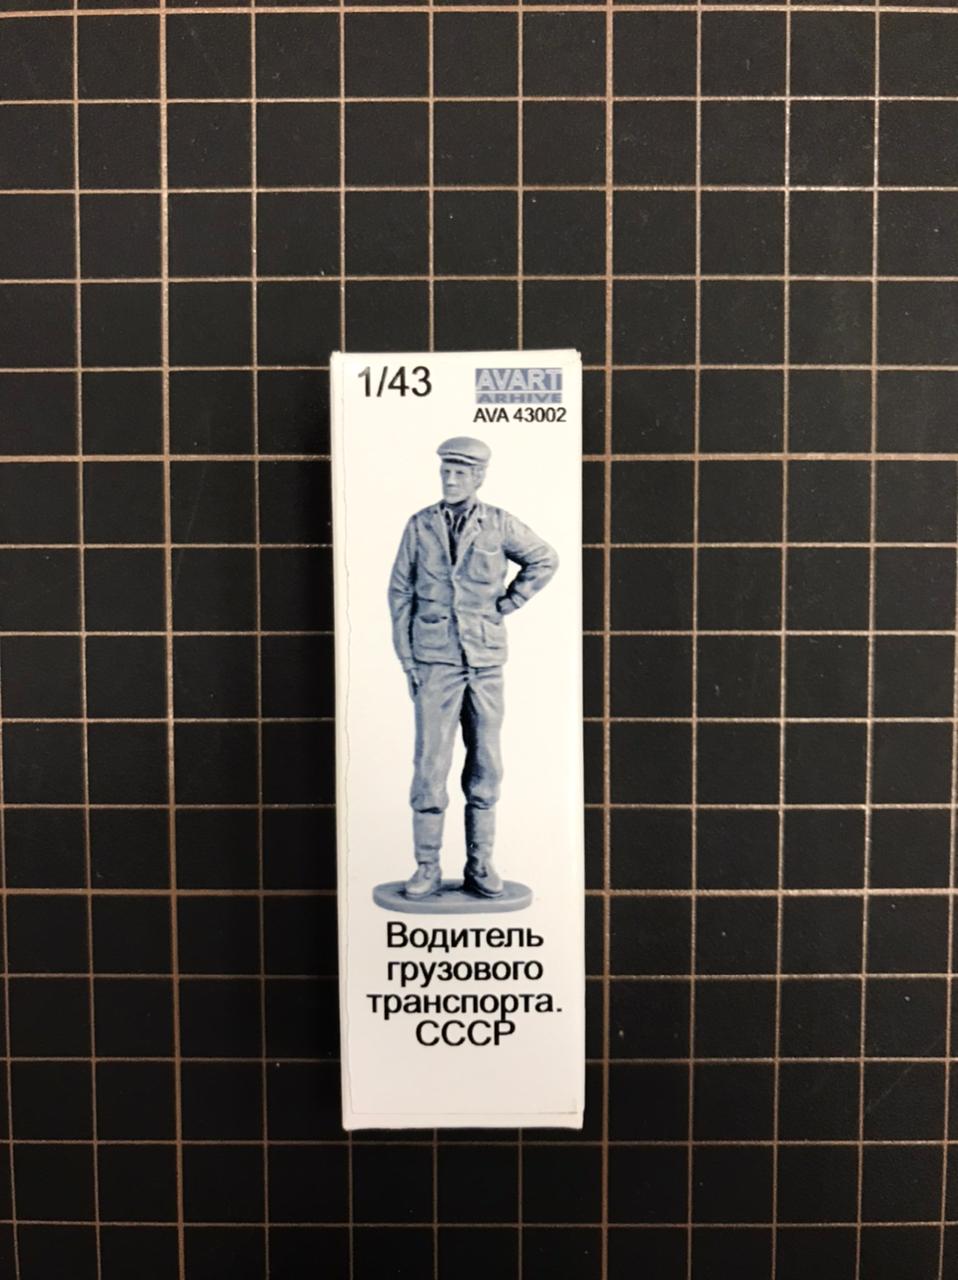 1/43
AVART
ARHIVE
AVA 43002
Водитель
грузового
транспорта.
СССР